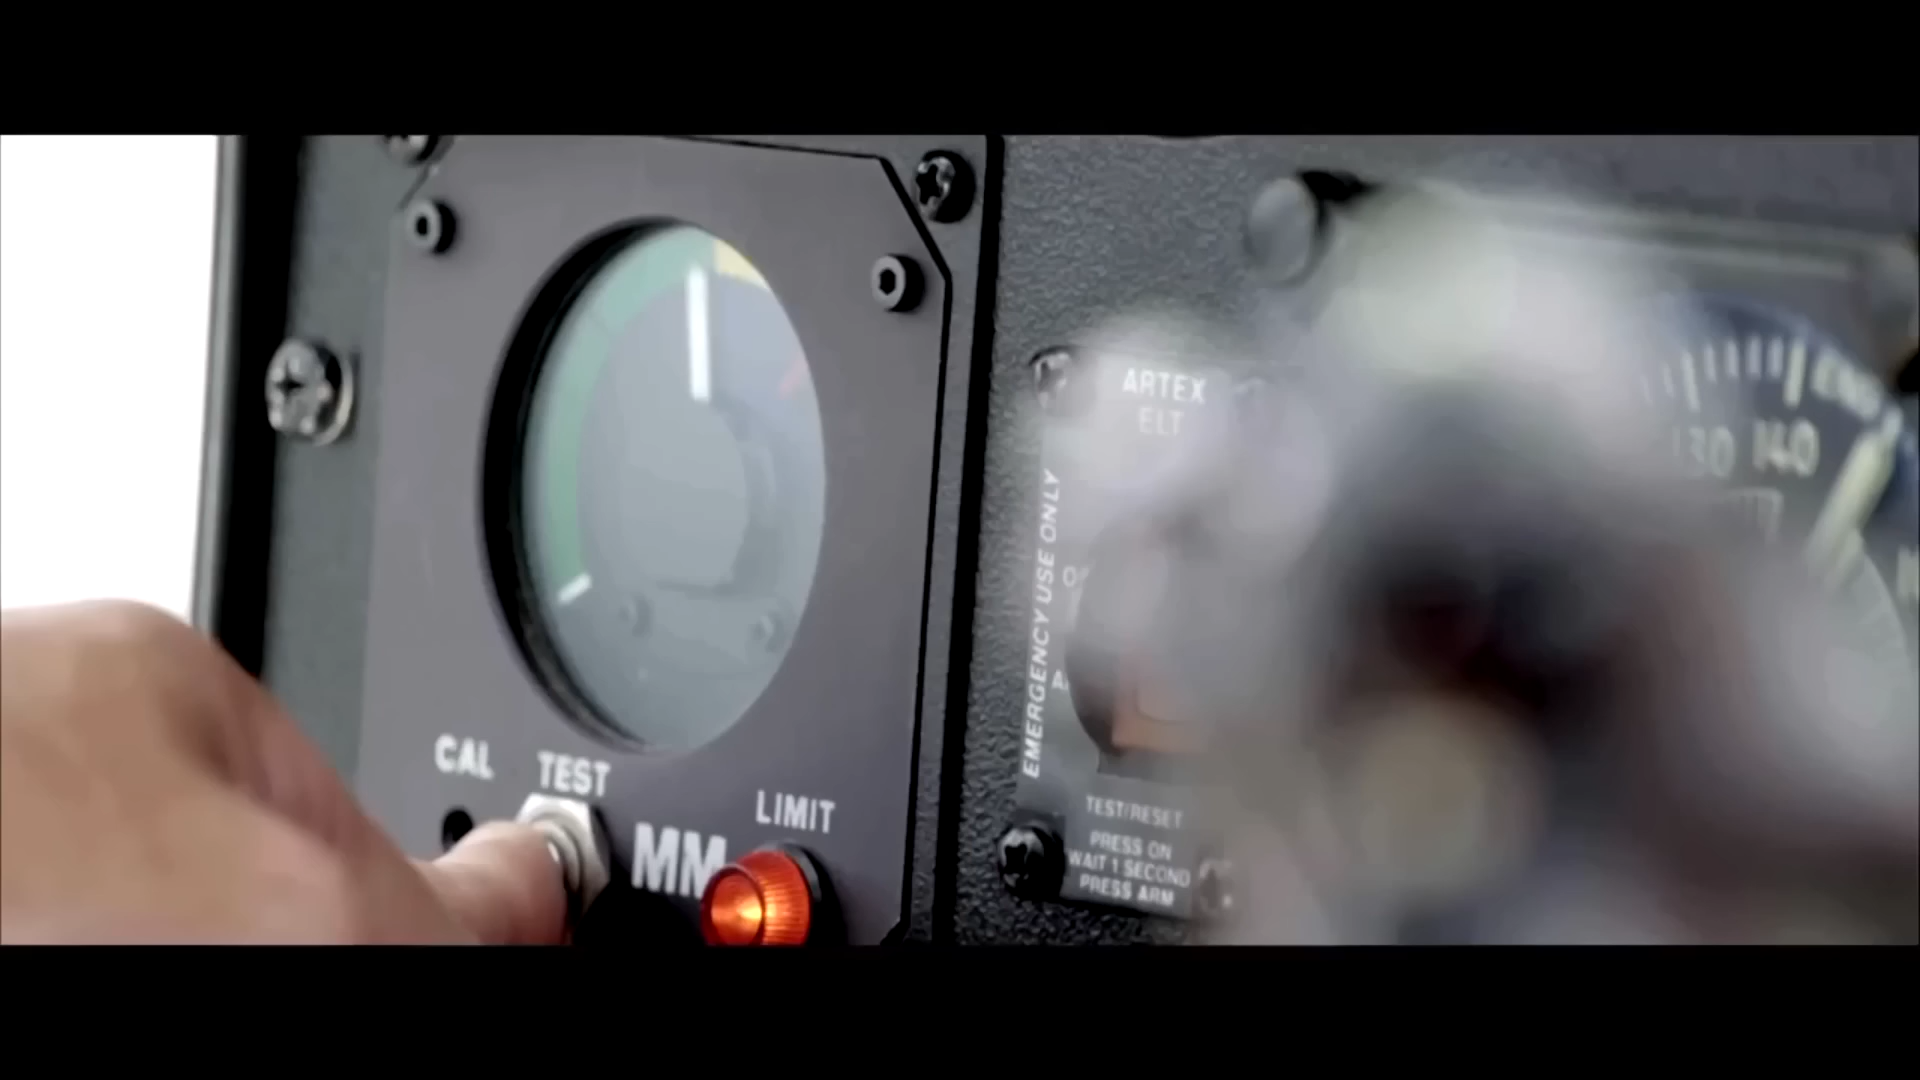 CAL
TEST
LIMIT
MM
ARTEX
ELT
EMERGENCY USE ONLY
TEST/RESET
PRESS ON
WAIT 1 SECOND
PRESS ARM
130 140